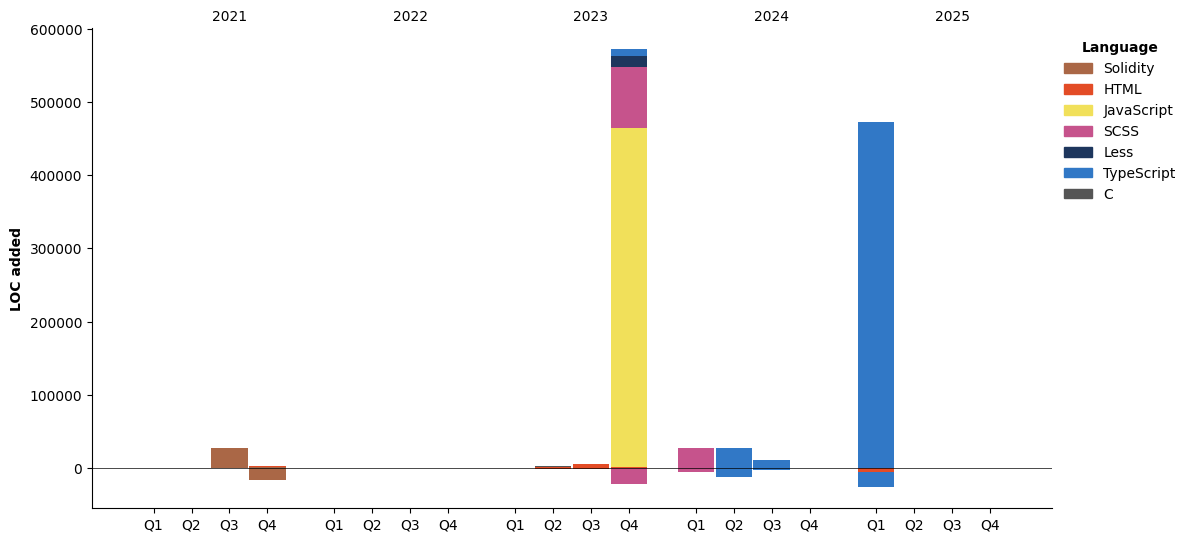 2021 2022 2023 2024 2025
600000
500000
400000
300000
200000
100000
0
LOC added
Q1 Q2 Q3 Q4 Q1 Q2 Q3 Q4 Q1 Q2 Q3 Q4 Q1 Q2 Q3 Q4 Q1 Q2 Q3 Q4
Language
Solidity
HTML
JavaScript
SCSS
Less
TypeScript
C